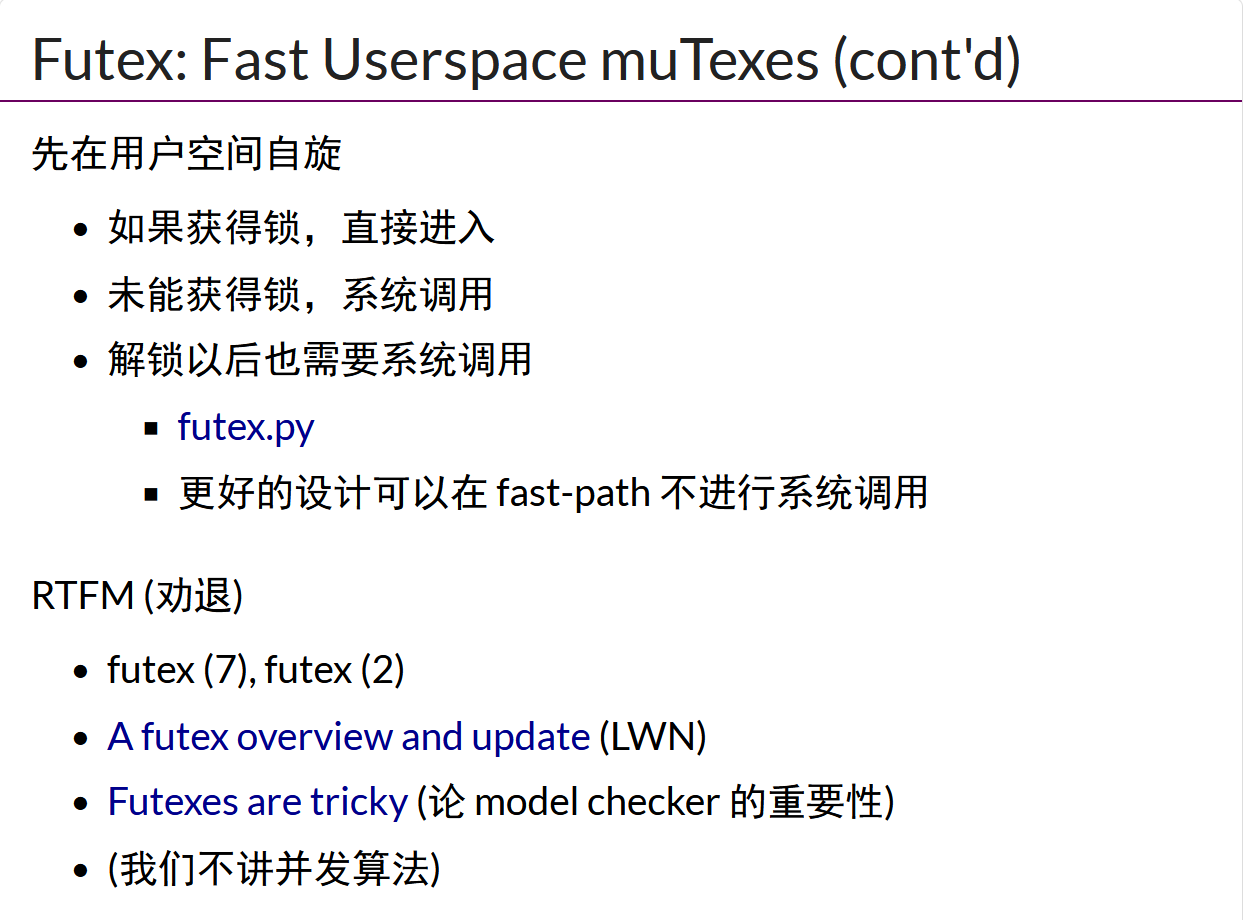 Futex: Fast Userspace muTexes (cont'd)
先在用户空间自旋
如果获得锁，直接进入
未能获得锁，系统调用
解锁以后也需要系统调用
futex.py
更好的设计可以在 fast-path 不进行系统调用
RTFM (劝退)
futex (7), futex (2)
A futex overview and update (LWN)
Futexes are tricky (论 model checker 的重要性)
(我们不讲并发算法)